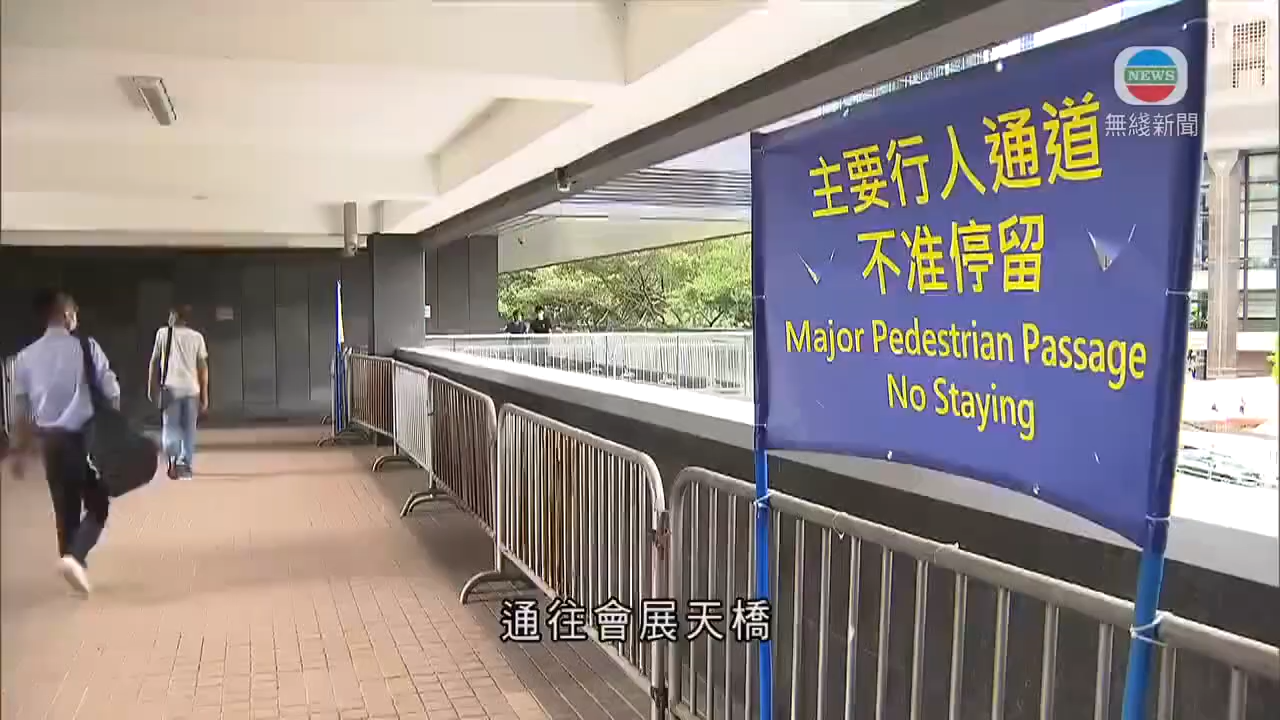 NEWS
無綫新聞
主要行人通道
不准停留
Major Pedestrian Passage
No Staying
通往會展天橋